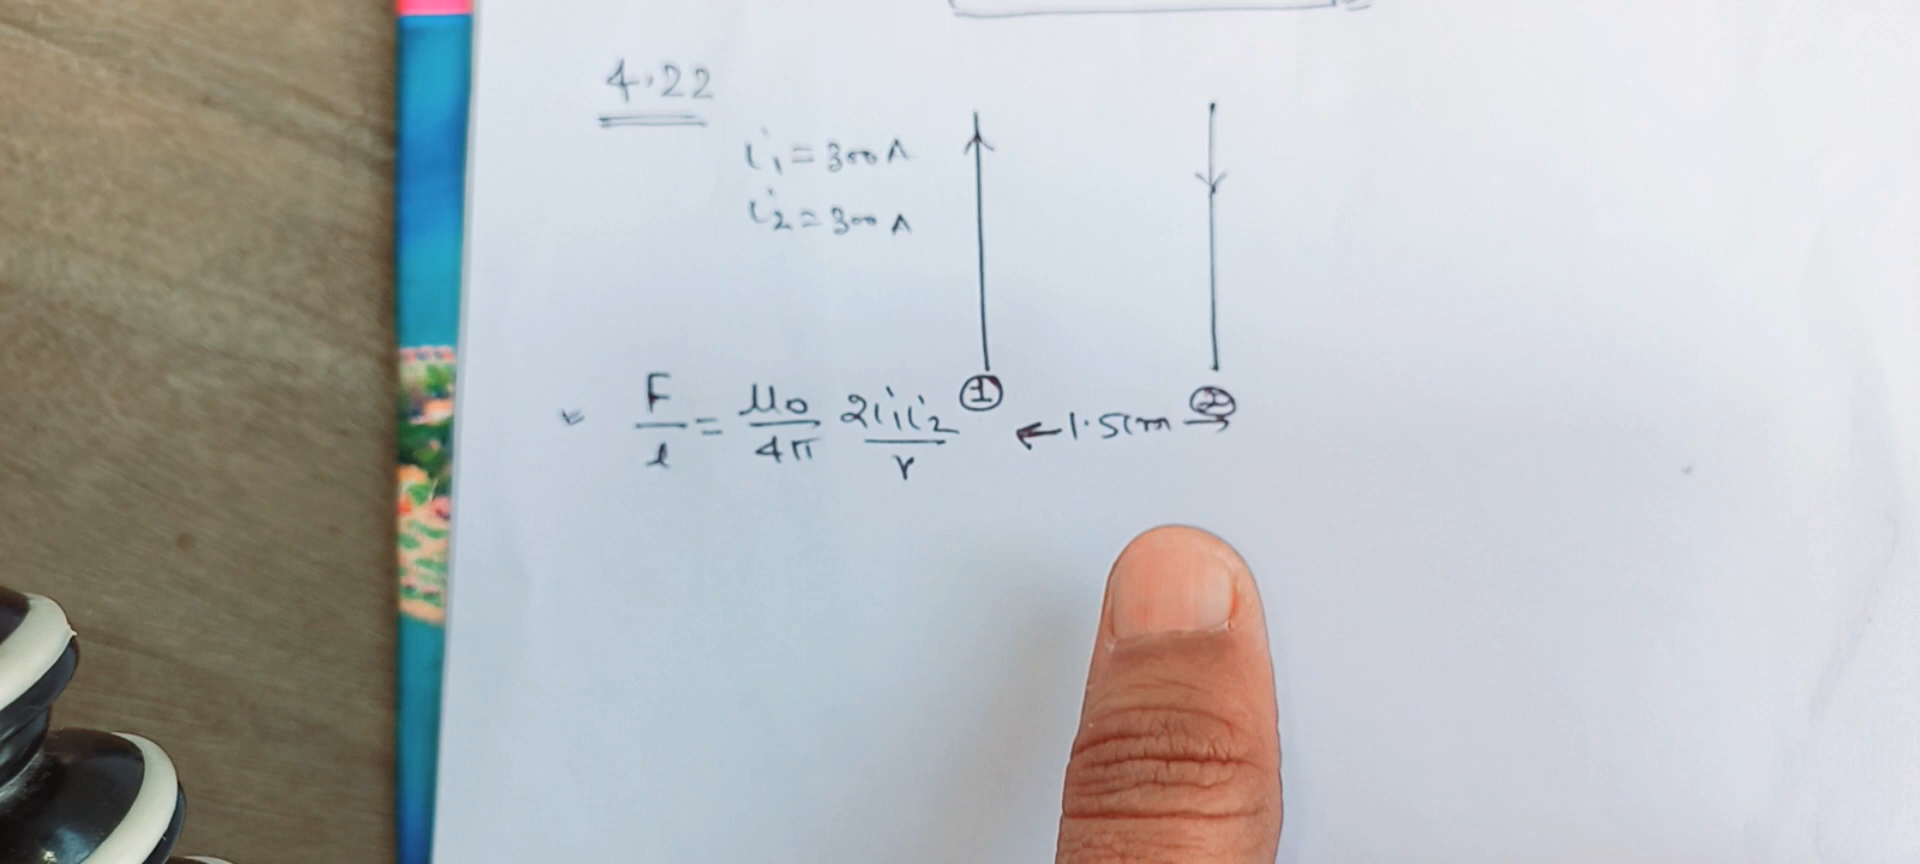 4.22
i₁ = 300 A
i₂ = 300 A
F/l = μ₀/4π 2i₁i₂/r
① ← 1.5cm → ②